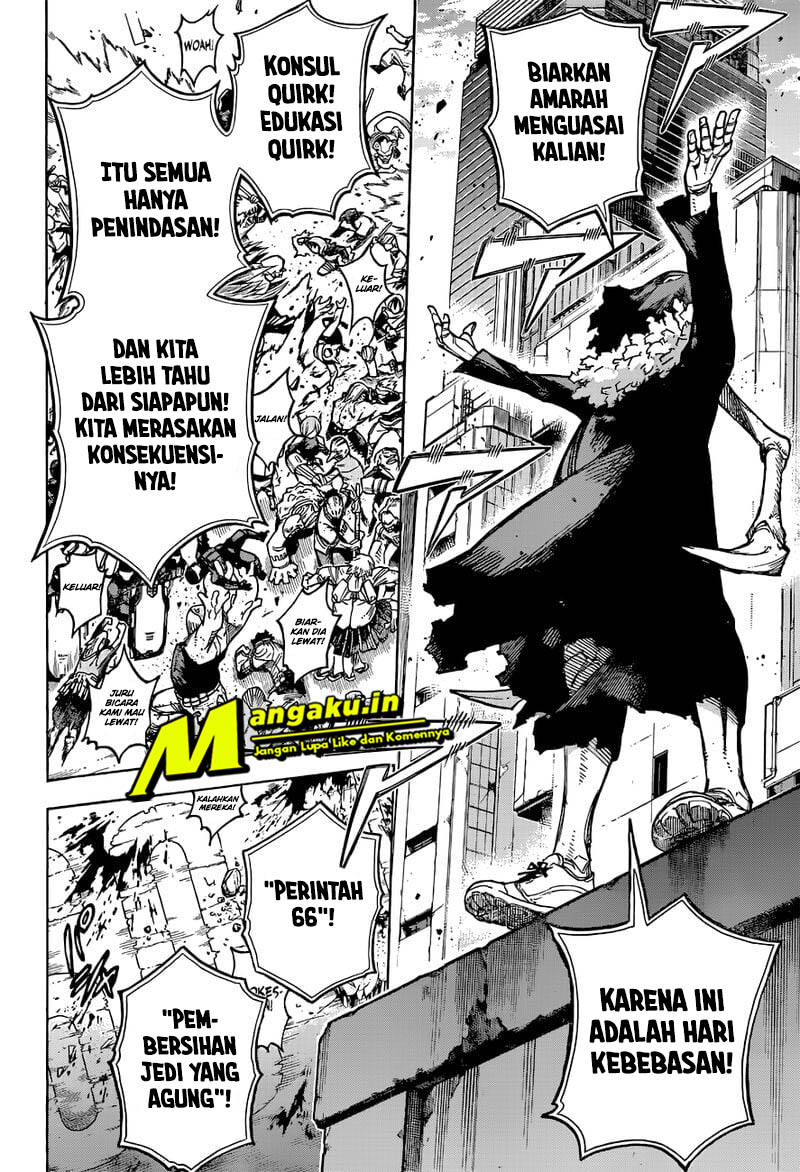 BIARKAN
AMARAH
MENGUASAI
KALIAN!
WOAH!
KONSUL
QUIRK!
EDUKASI
QUIRK!
ITU SEMUA
HANYA
PENINDASAN!
KE-
LUAR!
DAN KITA
LEBIH TAHU
DARI SIAPAPUN!
KITA MERASAKAN
KONSEKUENSI-
NYA!
JALAN!
KELUAR!
BIAR-
KAN DIA
LEWAT!
JURU
BICARA
KAMI MAU
LEWAT!
Mangaku.in
Jangan Lupa Like dan Komennya
KALAHKAN
MEREKA!
"PERINTAH
66"!
"PEM-
BERSIHAN
JEDI YANG
AGUNG"!
KARENA INI
ADALAH HARI
KEBEBASAN!